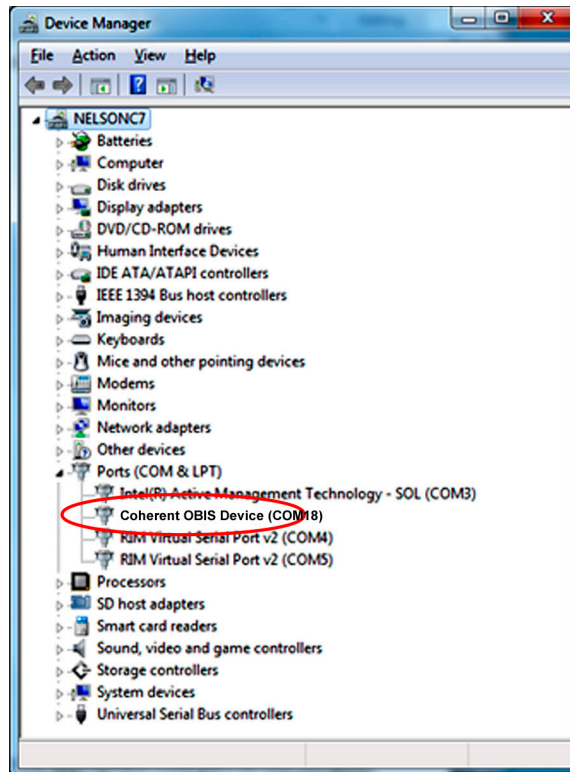 Device Manager
File Action View Help
NELSONC7
Batteries
Computer
Disk drives
Display adapters
DVD/CD-ROM drives
Human Interface Devices
IDE ATA/ATAPI controllers
IEEE 1394 Bus host controllers
Imaging devices
Keyboards
Mice and other pointing devices
Modems
Monitors
Network adapters
Other devices
Ports (COM & LPT)
Intel(R) Active Management Technology - SOL (COM3)
Coherent OBIS Device (COM18)
RIM Virtual Serial Port v2 (COM4)
RIM Virtual Serial Port v2 (COM5)
Processors
SD host adapters
Smart card readers
Sound, video and game controllers
Storage controllers
System devices
Universal Serial Bus controllers